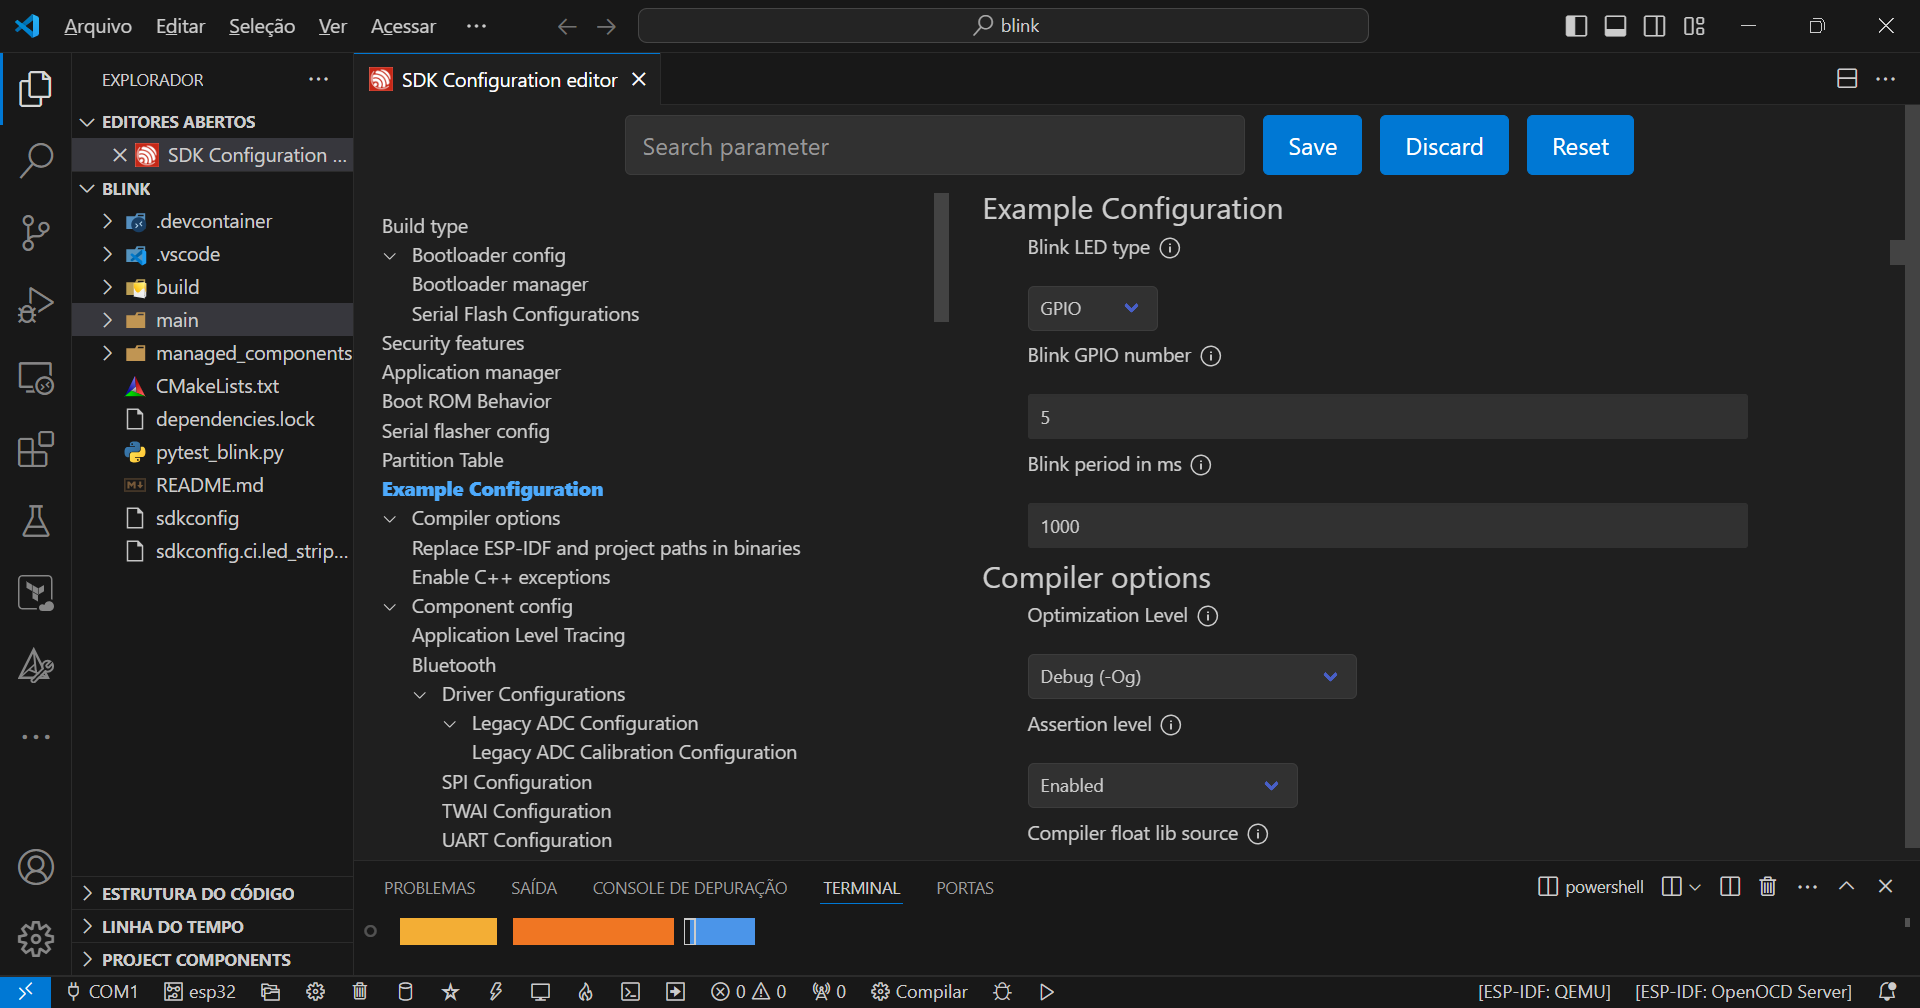 Arquivo Editar Seleção Ver Acessar
blink
EXPLORADOR
SDK Configuration editor
EDITORES ABERTOS
SDK Configuration ...
BLINK
.devcontainer
.vscode
build
main
managed_components
CMakeLists.txt
dependencies.lock
pytest_blink.py
README.md
sdkconfig
sdkconfig.ci.led_strip...
ESTRUTURA DO CÓDIGO
LINHA DO TEMPO
PROJECT COMPONENTS
Search parameter
Save
Discard
Reset
Build type
Bootloader config
Bootloader manager
Serial Flash Configurations
Security features
Application manager
Boot ROM Behavior
Serial flasher config
Partition Table
Example Configuration
Compiler options
Replace ESP-IDF and project paths in binaries
Enable C++ exceptions
Component config
Application Level Tracing
Bluetooth
Driver Configurations
Legacy ADC Configuration
Legacy ADC Calibration Configuration
SPI Configuration
TWAI Configuration
UART Configuration
Example Configuration
Blink LED type
GPIO
Blink GPIO number
5
Blink period in ms
1000
Compiler options
Optimization Level
Debug (-Og)
Assertion level
Enabled
Compiler float lib source
PROBLEMAS SAÍDA CONSOLE DE DEPURAÇÃO TERMINAL PORTAS
powershell
COM1 esp32 0 0 0 Compilar [ESP-IDF: QEMU] [ESP-IDF: OpenOCD Server]